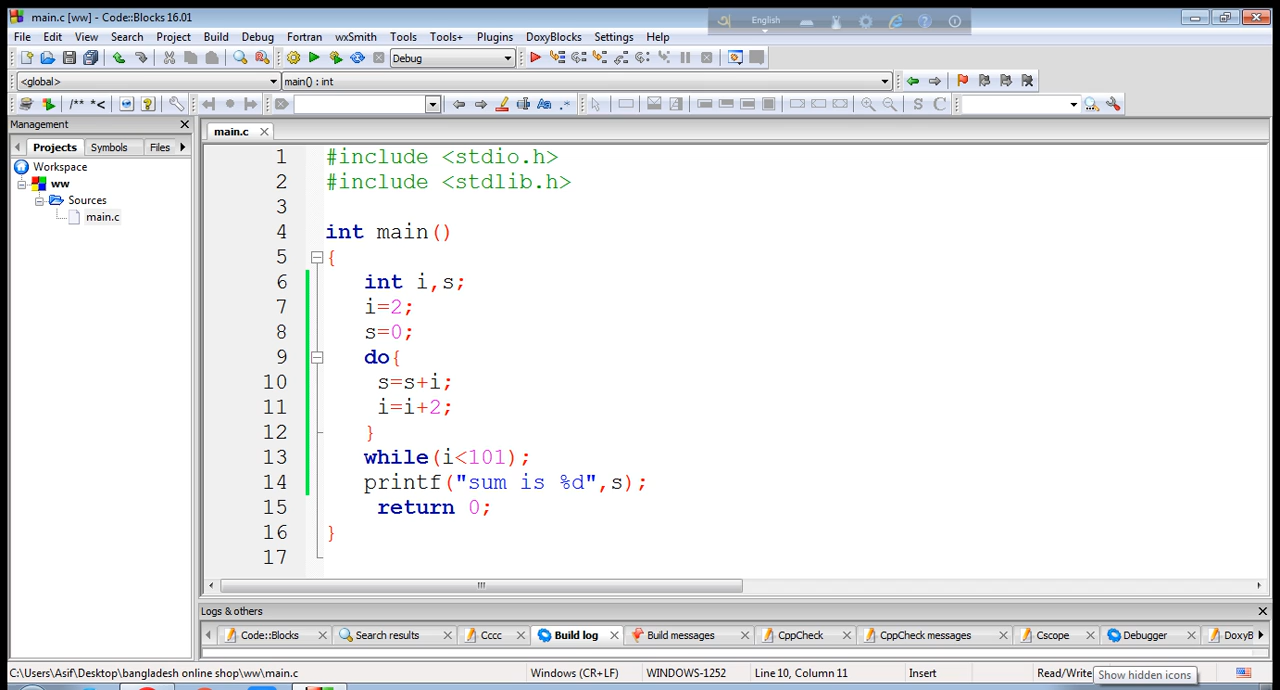 main.c [ww] - Code::Blocks 16.01
English
File Edit View Search Project Build Debug Fortran wxSmith Tools Tools+ Plugins DoxyBlocks Settings Help
Debug
<global> main() : int
/** *<
Aa .* S C
Management
main.c
Projects Symbols Files
Workspace
ww
Sources
main.c
1 #include <stdio.h>
2 #include <stdlib.h>
3
4 int main()
5 {
6 int i,s;
7 i=2;
8 s=0;
9 do{
10 s=s+i;
11 i=i+2;
12 }
13 while(i<101);
14 printf("sum is %d",s);
15 return 0;
16 }
17
Logs & others
Code::Blocks Search results Cccc Build log Build messages CppCheck CppCheck messages Cscope Debugger DoxyB
C:\Users\Asif\Desktop\bangladesh online shop\ww\main.c Windows (CR+LF) WINDOWS-1252 Line 10, Column 11 Insert Read/Write
Show hidden icons